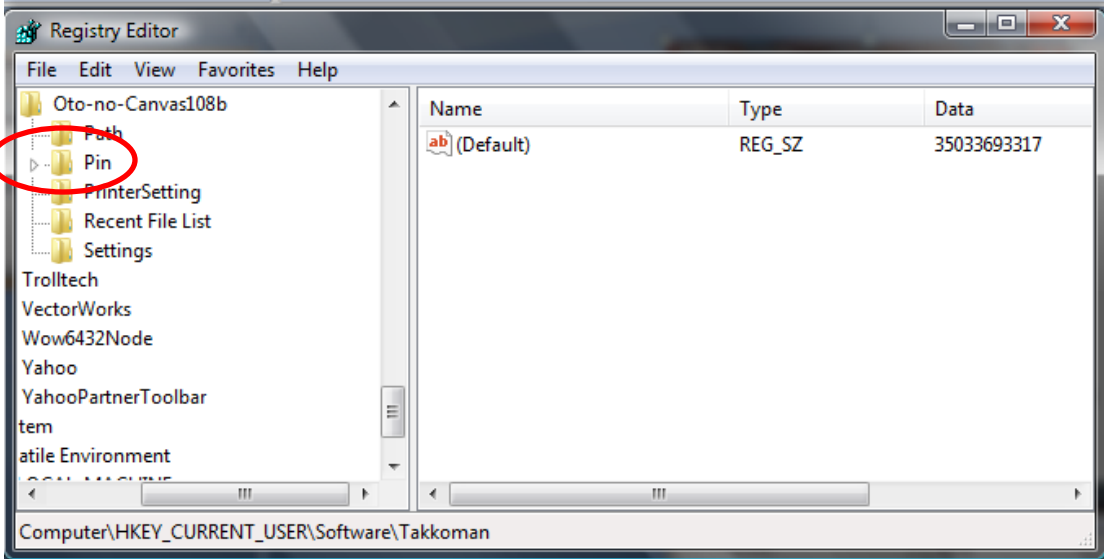 Registry Editor
File Edit View Favorites Help
Oto-no-Canvas108b
Path
Pin
PrinterSetting
Recent File List
Settings
Trolltech
VectorWorks
Wow6432Node
Yahoo
YahooPartnerToolbar
tem
atile Environment
Name Type Data
ab (Default) REG_SZ 35033693317
Computer\HKEY_CURRENT_USER\Software\Takkoman